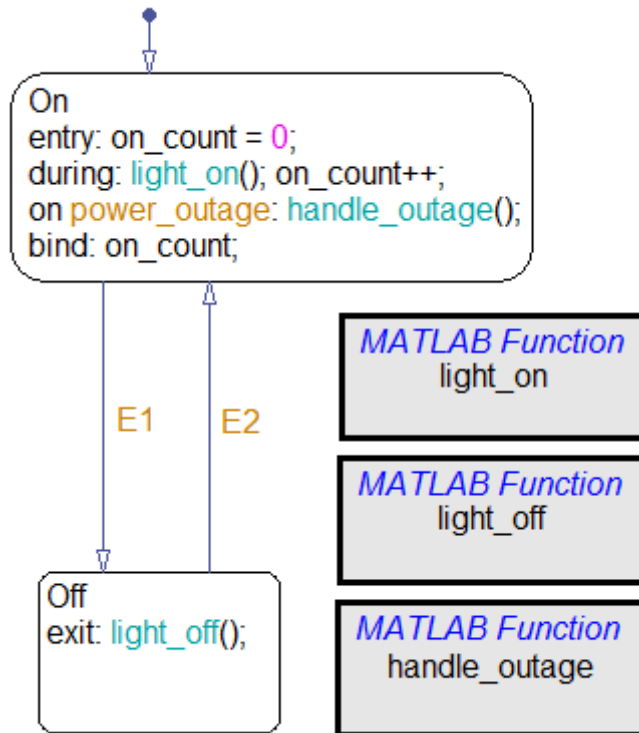 On
entry: on_count = 0;
during: light_on(); on_count++;
on power_outage: handle_outage();
bind: on_count;
E1
E2
MATLAB Function
light_on
MATLAB Function
light_off
MATLAB Function
handle_outage
Off
exit: light_off();